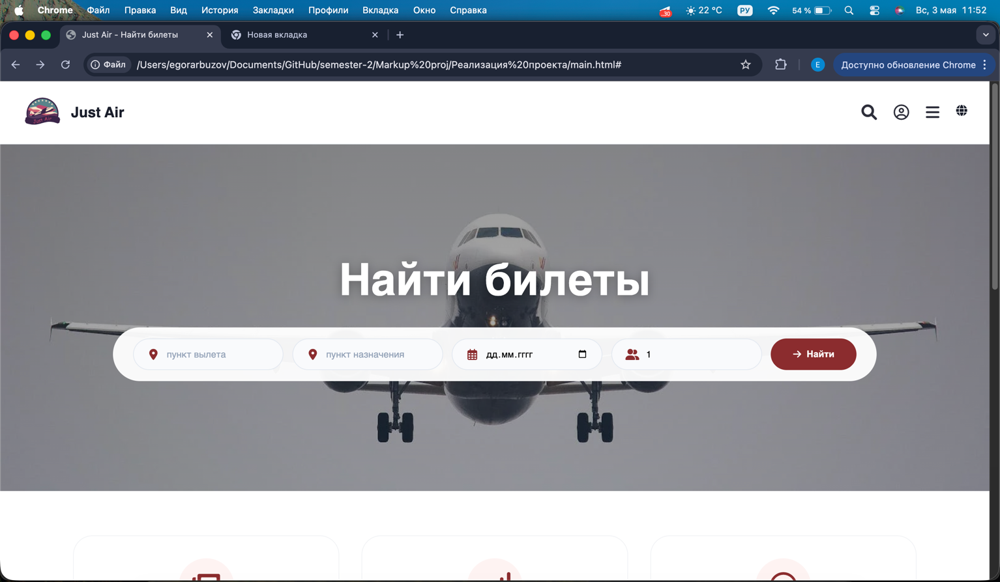 Chrome Файл Правка Вид История Закладки Профили Вкладка Окно Справка 30 22 °C РУ 54 % Вс, 3 мая 11:52
Just Air - Найти билеты Новая вкладка
Файл /Users/egorarbuzov/Documents/GitHub/semester-2/Markup%20proj/Реализация%20проекта/main.html# E Доступно обновление Chrome
Just Air Just Air
Найти билеты
пункт вылета пункт назначения дд.мм.гггг 1 Найти